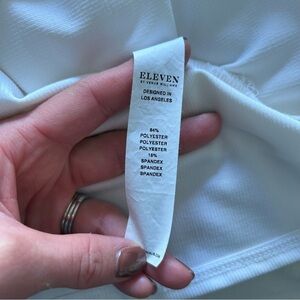 ELEVEN
BY VENUS WILLIAMS
DESIGNED IN
LOS ANGELES
84%
POLYESTER
POLYESTER
POLYESTER
16%
SPANDEX
SPANDEX
SPANDEX